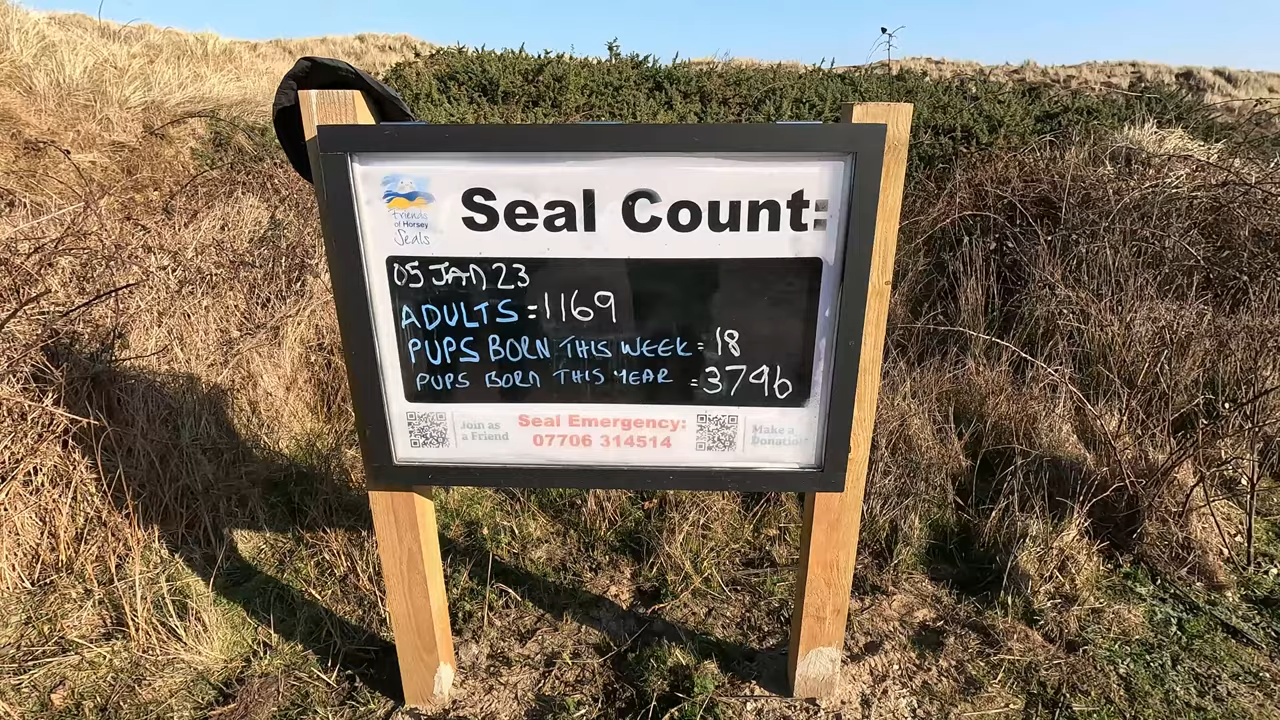 Seal Count:
Friends
of Horsey
Seals
05 JAN 23
ADULTS = 1169
PUPS BORN THIS WEEK = 18
PUPS BORN THIS YEAR = 3796
Join as
a Friend
Seal Emergency:
07706 314514
Make a
Donation